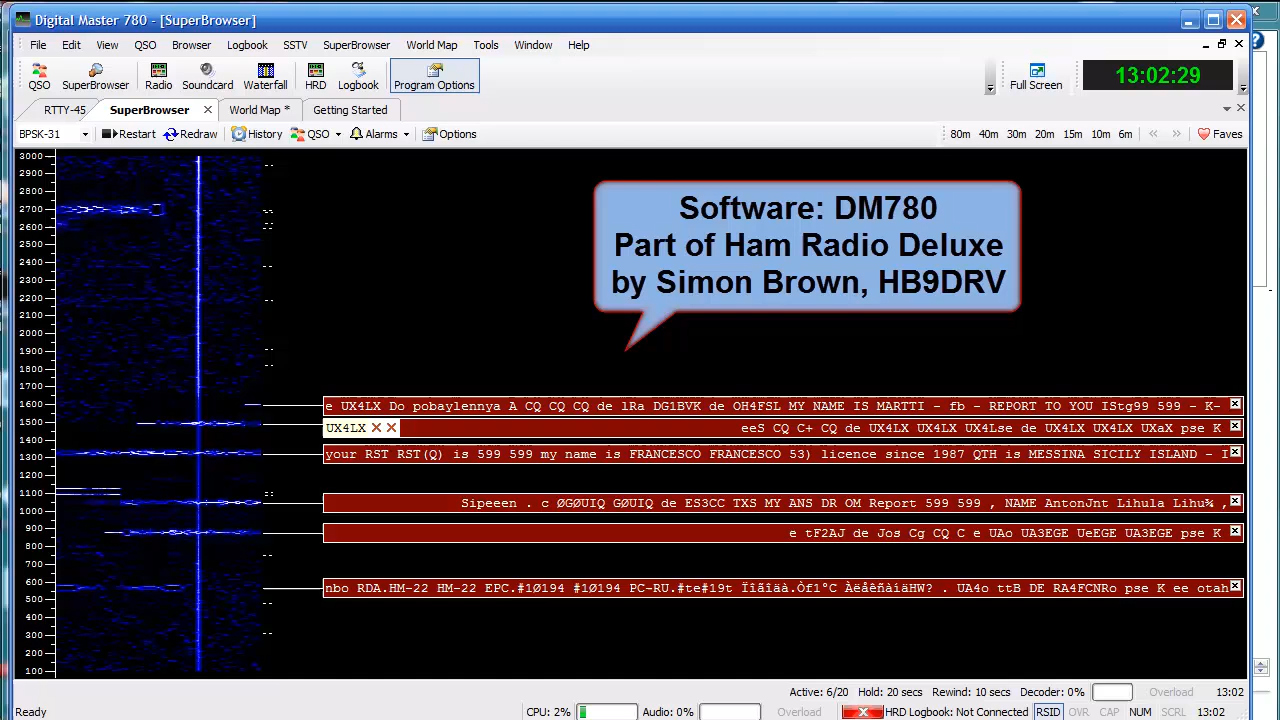 Digital Master 780 - [SuperBrowser]
File Edit View QSO Browser Logbook SSTV SuperBrowser World Map Tools Window Help
QSO SuperBrowser Radio Soundcard Waterfall HRD Logbook Program Options Full Screen 13:02:29
RTTY-45 SuperBrowser World Map * Getting Started
BPSK-31 Restart Redraw History QSO Alarms Options 80m 40m 30m 20m 15m 10m 6m Faves
3000
2900
2800
2700
2600
2500
2400
2300
2200
2100
2000
1900
1800
1700
1600
1500
1400
1300
1200
1100
1000
900
800
700
600
500
400
300
200
100
Software: DM780
Part of Ham Radio Deluxe
by Simon Brown, HB9DRV
e UX4LX Do pobaylennya A CQ CQ CQ de lRa DG1BVK de OH4FSL MY NAME IS MARTTI - fb - REPORT TO YOU IStg99 599 - K-
UX4LX eeS CQ C+ CQ de UX4LX UX4LX UX4Lse de UX4LX UX4LX UXaX pse K
your RST RST(Q) is 599 599 my name is FRANCESCO FRANCESCO 53) licence since 1987 QTH is MESSINA SICILY ISLAND - I
Sipeeen . c ØGØUIQ GØUIQ de ES3CC TXS MY ANS DR OM Report 599 599 , NAME AntonJnt Lihula Lihu¾ ,
e tF2AJ de Jos Cg CQ C e UAo UA3EGE UeEGE UA3EGE pse K
nbo RDA.HM-22 HM-22 EPC.#1Ø194 #1Ø194 PC-RU.#te#19t Ïîãîäà.Òf1°C ÀëåêñàíäHW? . UA4o ttB DE RA4FCNRo pse K ee otah
Active: 6/20 Hold: 20 secs Rewind: 10 secs Decoder: 0% Overload 13:02
Ready CPU: 2% Audio: 0% Overload HRD Logbook: Not Connected RSID OVR CAP NUM SCRL 13:02